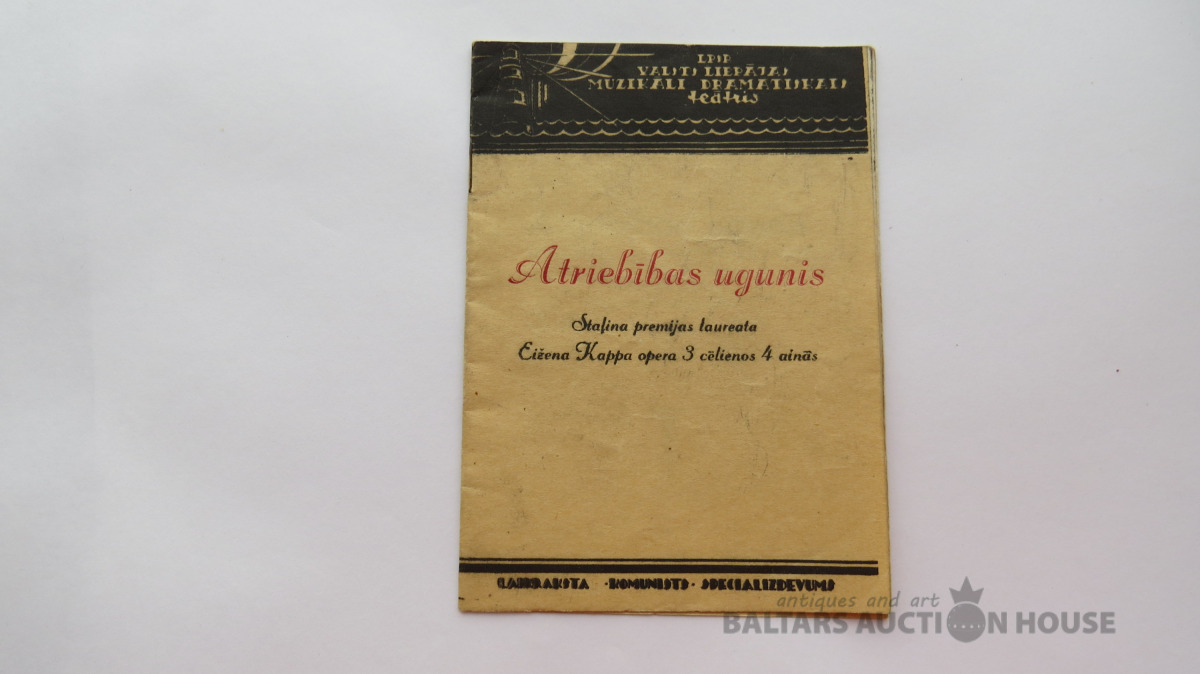 LPSR
VALSTS LIEPĀJAS
MUZIKĀLI DRAMATISKAIS
teātris
Atriebības ugunis
Staļina premijas laureata
Eižena Kappa opera 3 cēlienos 4 ainās
LAIKRAKSTA ·KOMUNISTS· SPECIALIZDEVUMS
antiques and art
BALTARS AUCTION HOUSE